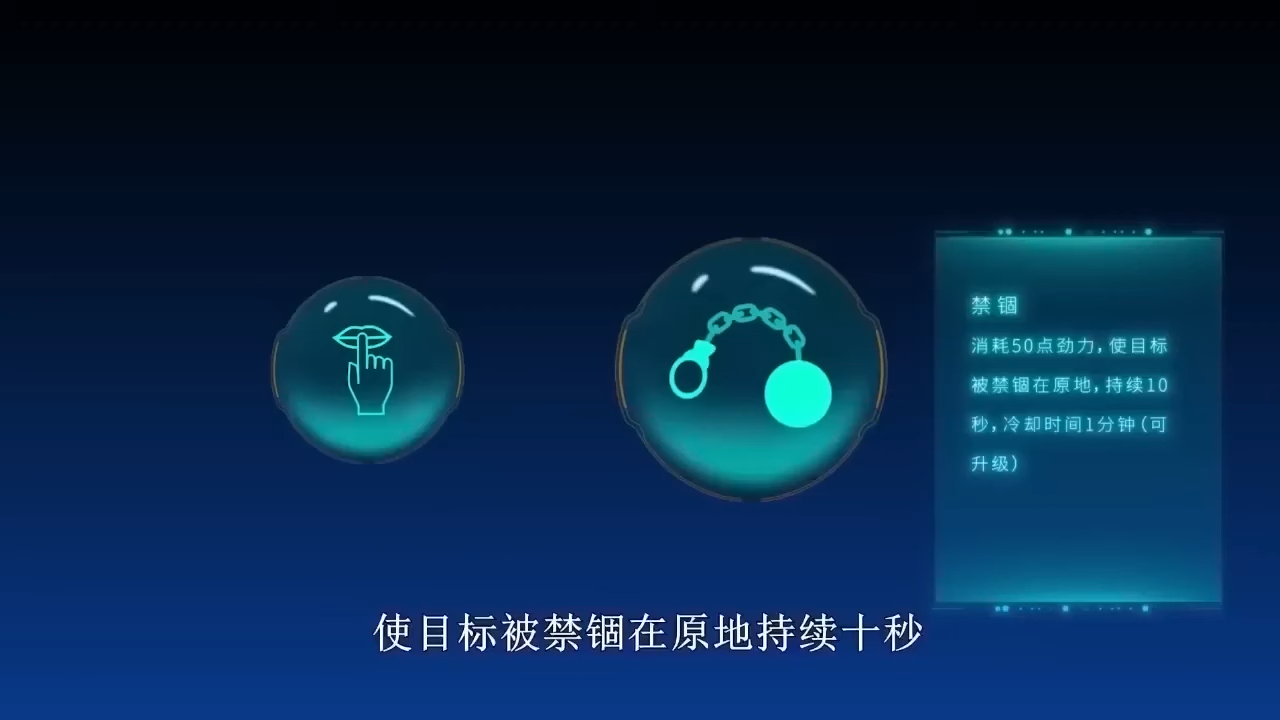 禁锢
消耗50点劲力,使目标
被禁锢在原地,持续10
秒,冷却时间1分钟(可
升级)
使目标被禁锢在原地持续十秒